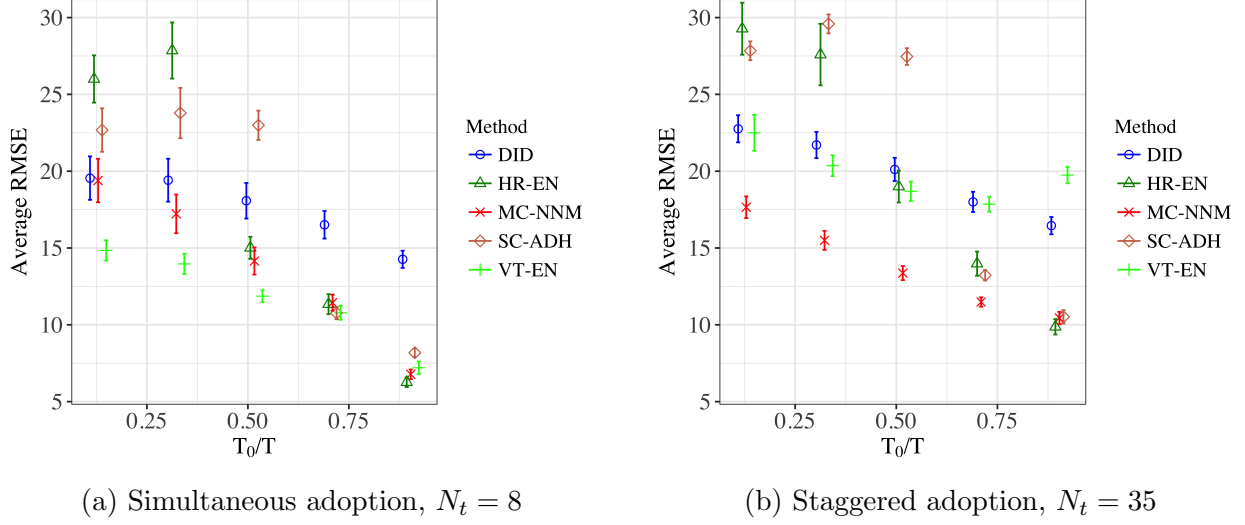 30
25
20
15
10
5
Average RMSE
0.25 0.50 0.75
T₀/T
Method
DID
HR-EN
MC-NNM
SC-ADH
VT-EN
(a) Simultaneous adoption, Nₜ = 8
30
25
20
15
10
5
Average RMSE
0.25 0.50 0.75
T₀/T
Method
DID
HR-EN
MC-NNM
SC-ADH
VT-EN
(b) Staggered adoption, Nₜ = 35